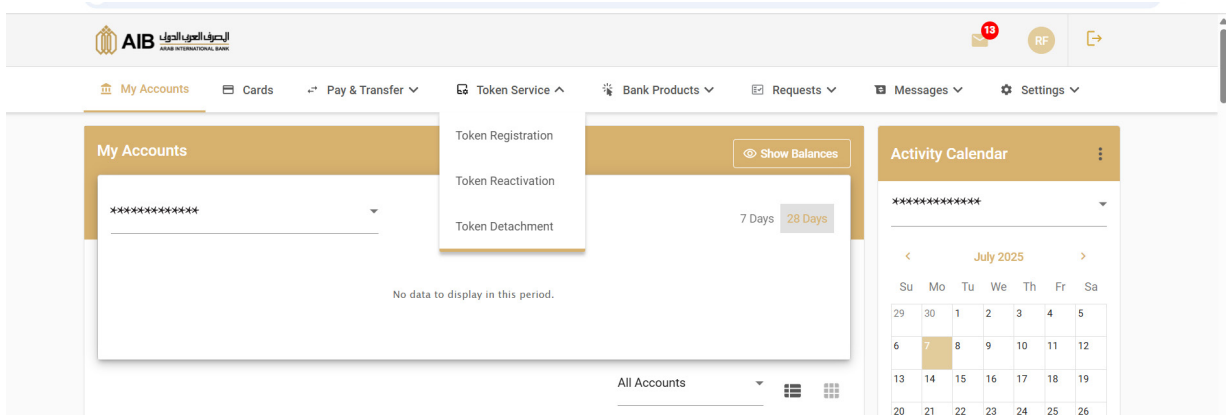 AIB المصرف العربي الدولي
ARAB INTERNATIONAL BANK
13
RF
My Accounts Cards Pay & Transfer Token Service Bank Products Requests Messages Settings
Token Registration
Token Reactivation
Token Detachment
My Accounts
Show Balances
*************
7 Days 28 Days
No data to display in this period.
All Accounts
Activity Calendar
*************
July 2025
Su Mo Tu We Th Fr Sa
29 30 1 2 3 4 5
6 7 8 9 10 11 12
13 14 15 16 17 18 19
20 21 22 23 24 25 26